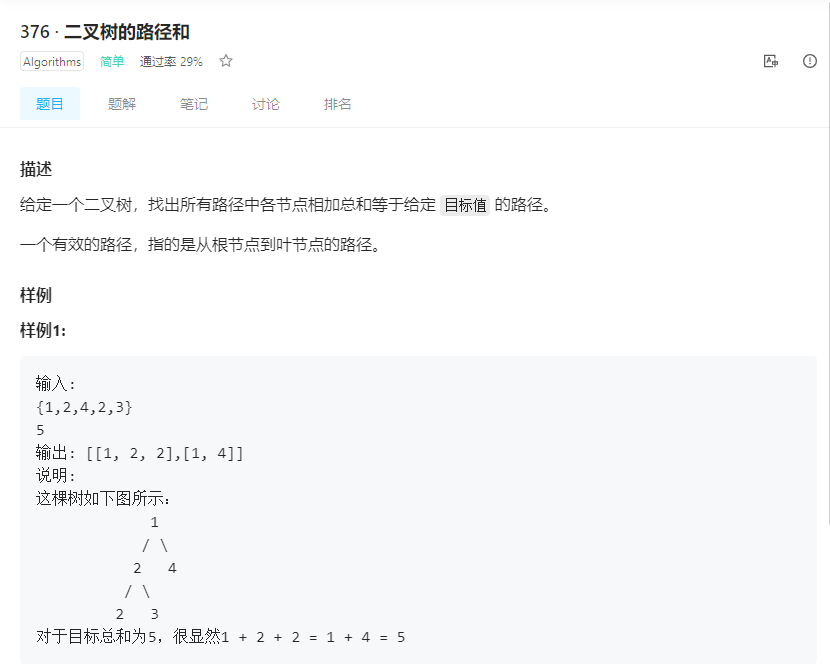 376 · 二叉树的路径和
Algorithms 简单 通过率 29%
题目 题解 笔记 讨论 排名
描述
给定一个二叉树，找出所有路径中各节点相加总和等于给定 目标值 的路径。
一个有效的路径，指的是从根节点到叶节点的路径。
样例
样例1:
输入:
{1,2,4,2,3}
5
输出: [[1, 2, 2],[1, 4]]
说明:
这棵树如下图所示:
1
/ \
2 4
/ \
2 3
对于目标总和为5，很显然1 + 2 + 2 = 1 + 4 = 5